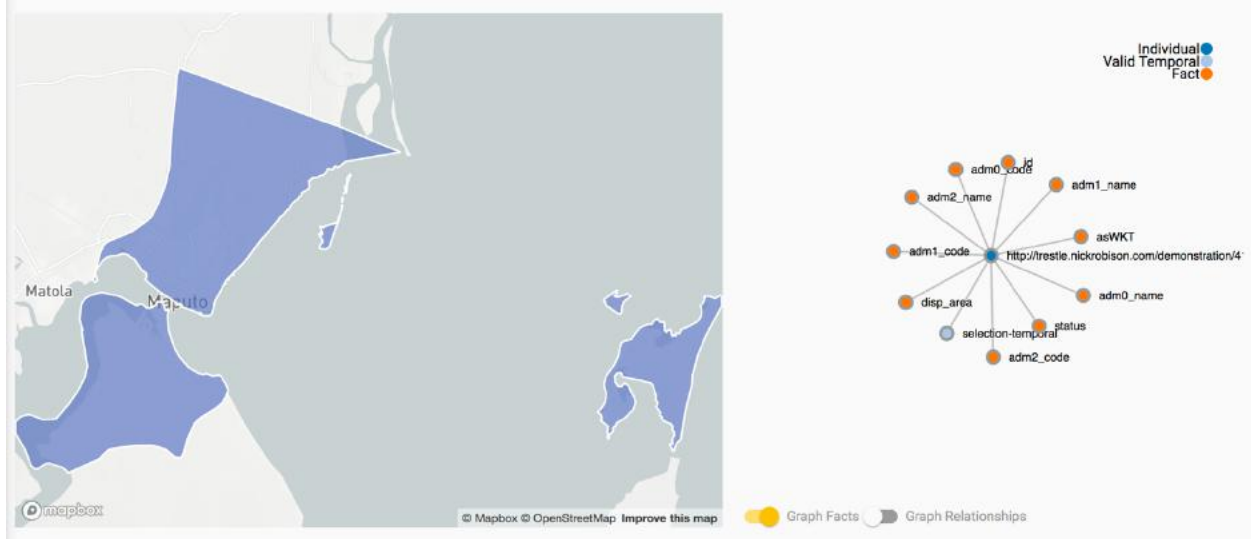 Matola
Maputo
mapbox
© Mapbox © OpenStreetMap Improve this map
Individual
Valid Temporal
Fact
id
adm0_code
adm1_name
adm2_name
asWKT
adm1_code
http://trestle.nickrobison.com/demonstration/4
adm0_name
disp_area
status
selection-temporal
adm2_code
Graph Facts
Graph Relationships